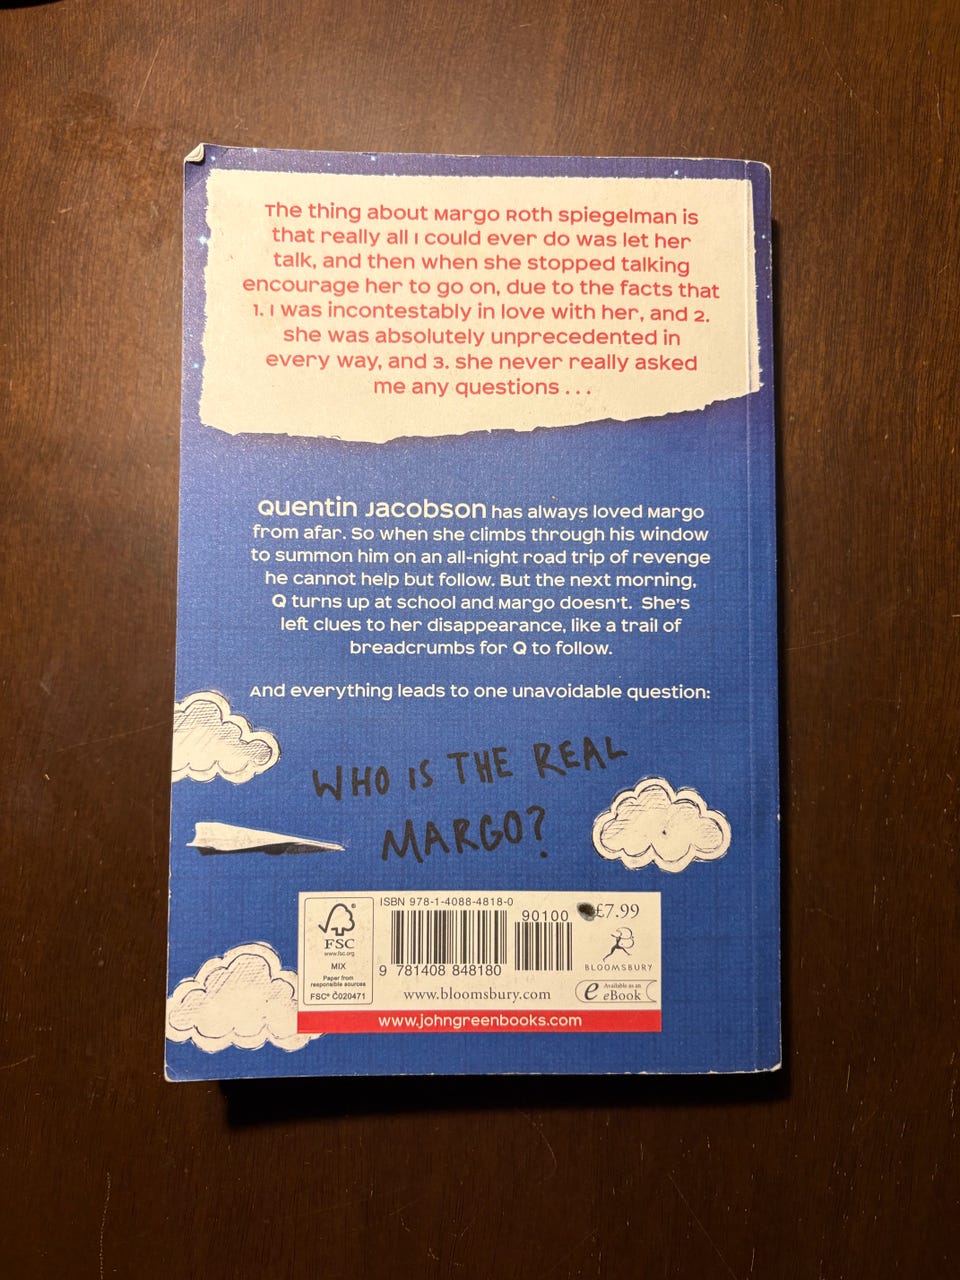 The thing about Margo Roth Spiegelman is
that really all I could ever do was let her
talk, and then when she stopped talking
encourage her to go on, due to the facts that
1. I was incontestably in love with her, and 2.
she was absolutely unprecedented in
every way, and 3. she never really asked
me any questions . . .
Quentin Jacobson has always loved Margo
from afar. So when she climbs through his window
to summon him on an all-night road trip of revenge
he cannot help but follow. But the next morning,
Q turns up at school and Margo doesn't. She's
left clues to her disappearance, like a trail of
breadcrumbs for Q to follow.
And everything leads to one unavoidable question:
WHO IS THE REAL
MARGO?
FSC
www.fsc.org
MIX
Paper from
responsible sources
FSC® C020471
ISBN 978-1-4088-4818-0
90100
9 781408 848180
www.bloomsbury.com
£7.99
BLOOMSBURY
Available as an
eBook
www.johngreenbooks.com